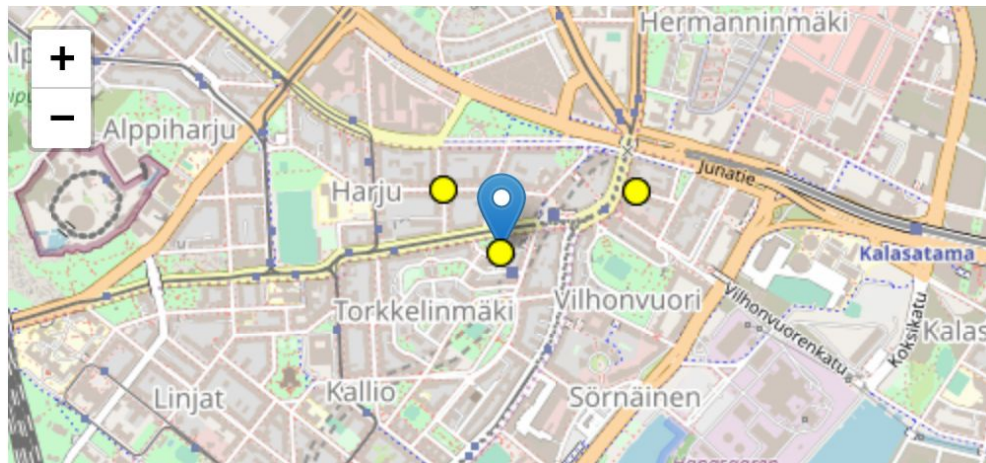 +
−
Hermanninmäki
Alppiharju
Harju
Junatie
Kalasatama
Torkkelinmäki
Vilhonvuori
Vilhonvuorenkatu
Koksikatu
Kalas
Linjat
Kallio
Sörnäinen